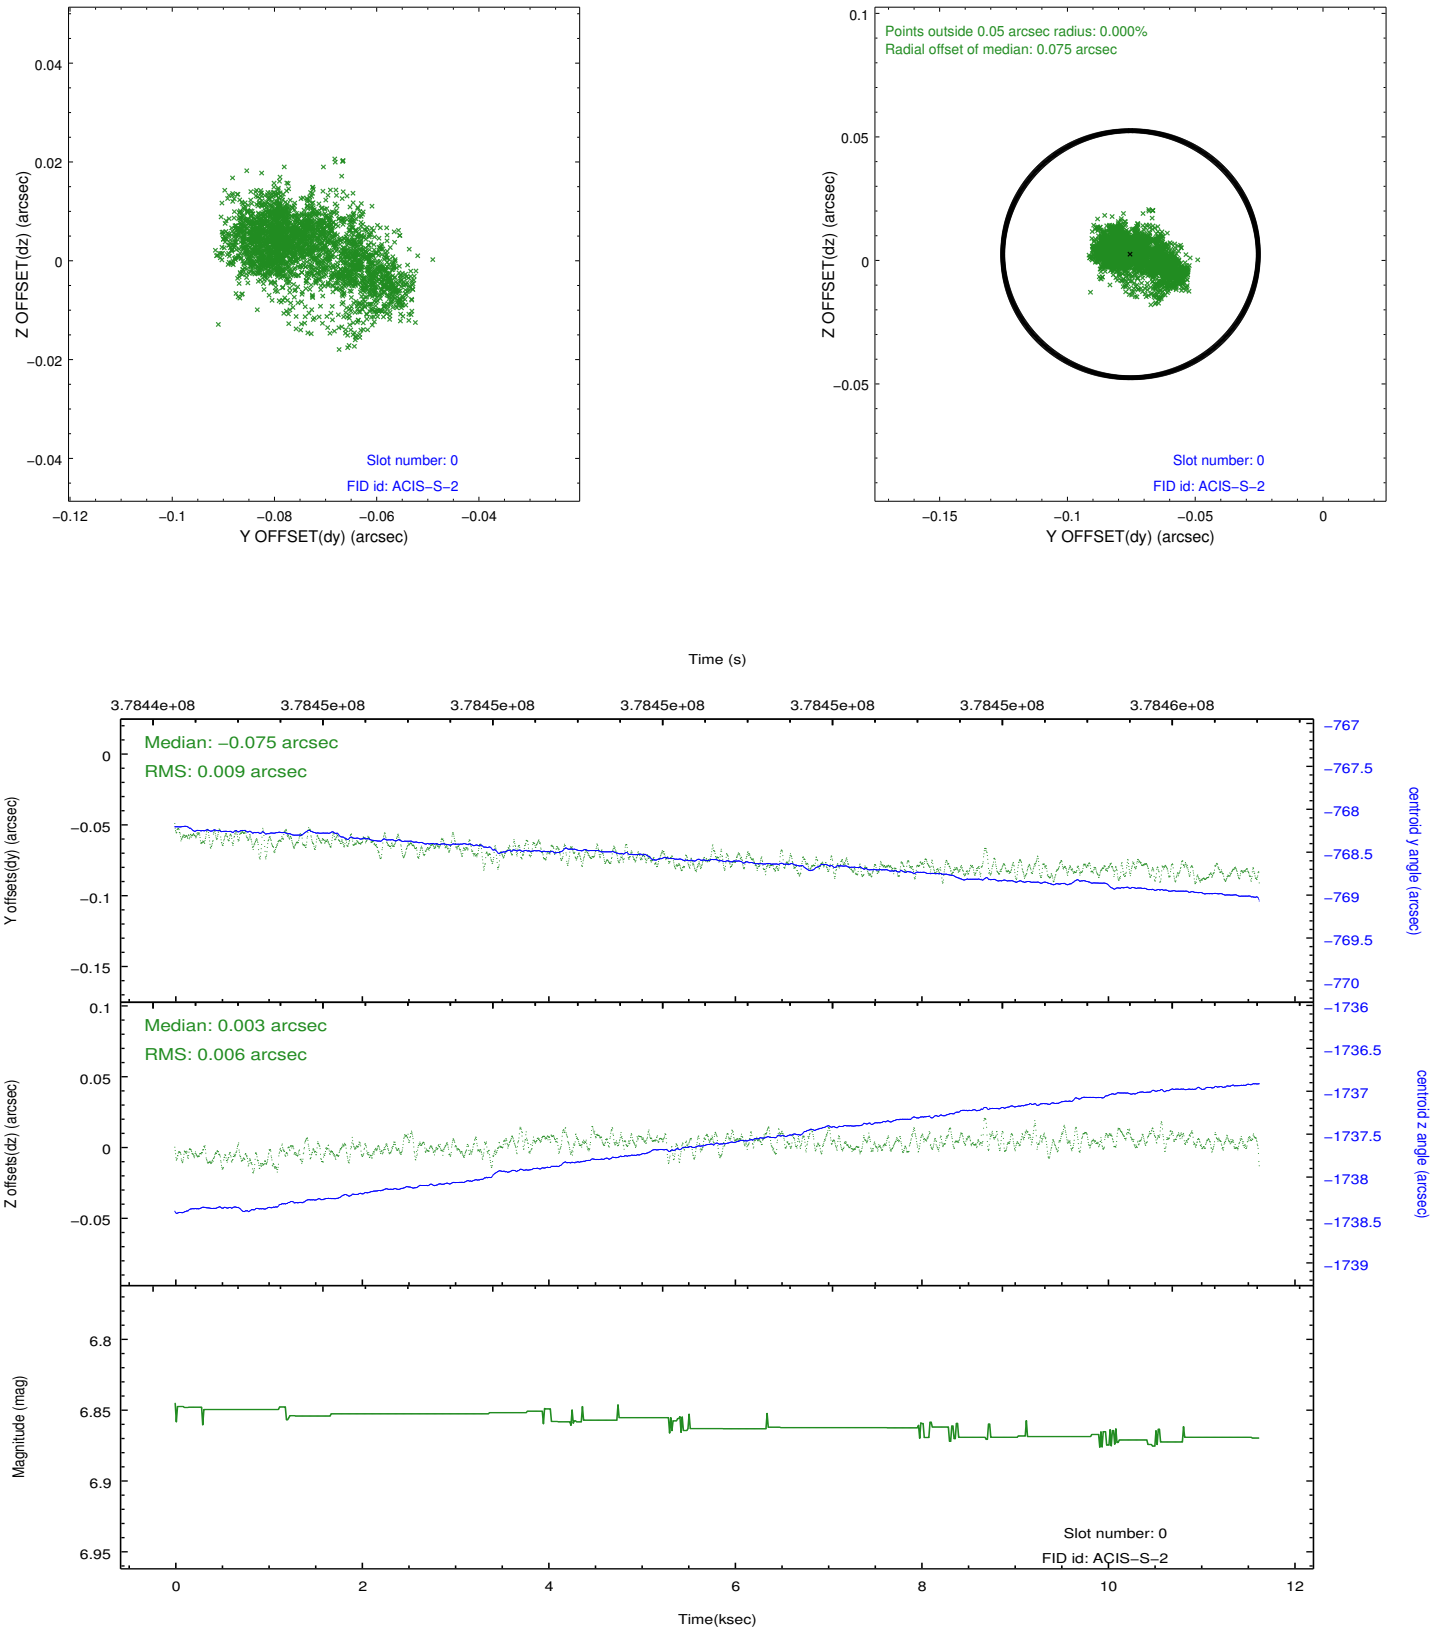 0.04
0.02
0
−0.02
−0.04
Z OFFSET(dz) (arcsec)
Slot number: 0
FID id: ACIS−S−2
−0.12
−0.1
−0.08
−0.06
−0.04
Y OFFSET(dy) (arcsec)
0.1
0.05
0
−0.05
Z OFFSET(dz) (arcsec)
Points outside 0.05 arcsec radius: 0.000%
Radial offset of median: 0.075 arcsec
Slot number: 0
FID id: ACIS−S−2
−0.15
−0.1
−0.05
0
Y OFFSET(dy) (arcsec)
Time (s)
3.7844e+08
3.7845e+08
3.7845e+08
3.7845e+08
3.7845e+08
3.7845e+08
3.7846e+08
Median: −0.075 arcsec
RMS: 0.009 arcsec
0
−0.05
−0.1
−0.15
Y offsets(dy) (arcsec)
−767
−767.5
−768
−768.5
−769
−769.5
−770
centroid y angle (arcsec)
Median: 0.003 arcsec
RMS: 0.006 arcsec
0.1
0.05
0
−0.05
Z offsets(dz) (arcsec)
−1736
−1736.5
−1737
−1737.5
−1738
−1738.5
−1739
centroid z angle (arcsec)
6.8
6.85
6.9
6.95
Magnitude (mag)
Slot number: 0
FID id: ACIS−S−2
0
2
4
6
8
10
12
Time(ksec)